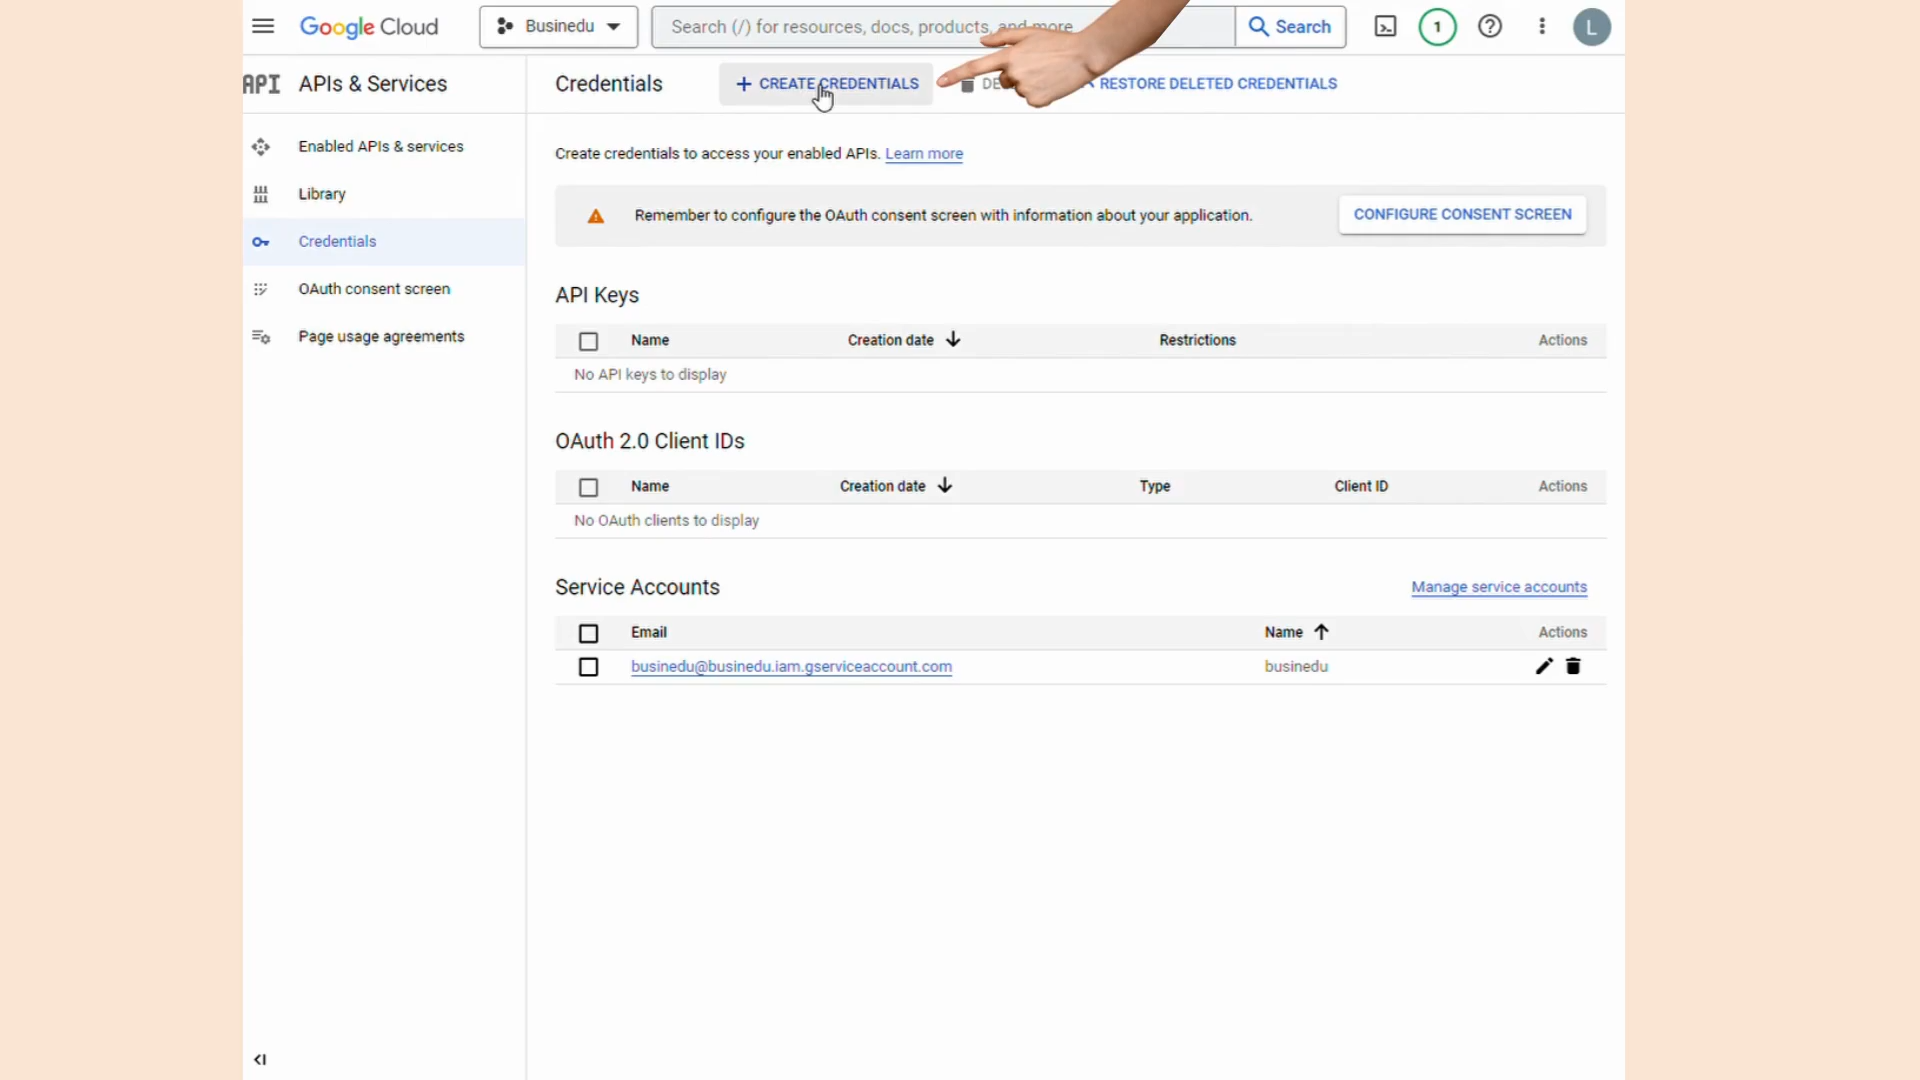 Google Cloud
Businedu
Search (/) for resources, docs, products, and more
Search
1
L
API
APIs & Services
Credentials
+ CREATE CREDENTIALS
RESTORE DELETED CREDENTIALS
Enabled APIs & services
Library
Credentials
OAuth consent screen
Page usage agreements
Create credentials to access your enabled APIs. Learn more
Remember to configure the OAuth consent screen with information about your application.
CONFIGURE CONSENT SCREEN
API Keys
Name
Creation date
Restrictions
Actions
No API keys to display
OAuth 2.0 Client IDs
Name
Creation date
Type
Client ID
Actions
No OAuth clients to display
Service Accounts
Manage service accounts
Email
Name
Actions
businedu@businedu.iam.gserviceaccount.com
businedu